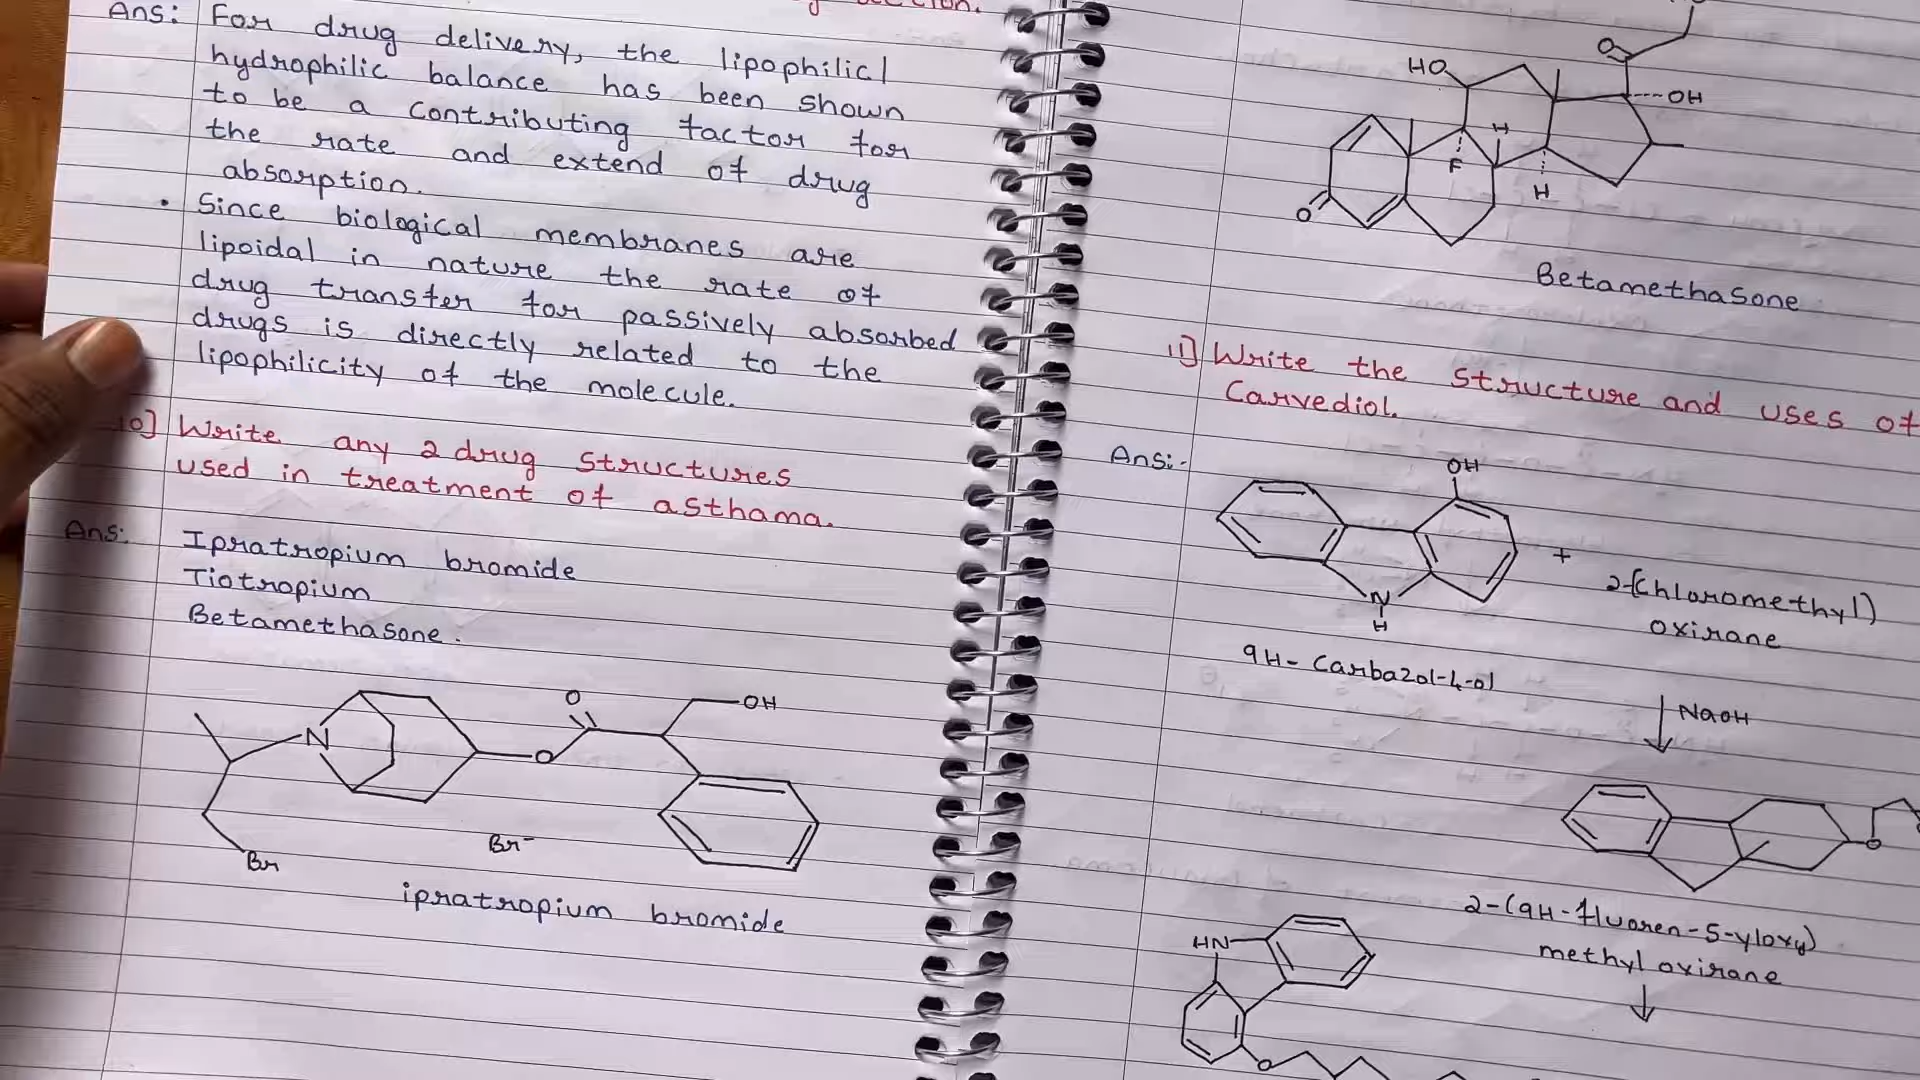 Ans: For drug delivery, the lipophilic/
hydrophilic balance has been shown
to be a contributing factor for
the rate and extend of drug
absorption.
• Since biological membranes are
lipoidal in nature the rate of
drug transfer for passively absorbed
drugs is directly related to the
lipophilicity of the molecule.
10] Write any 2 drug structures
used in treatment of asthama.
Ans: Ipratropium bromide
Tiotropium
Betamethasone.
N
O
O
OH
Br
Br⁻
ipratropium bromide
O
HO
OH
H
F
H
O
Betamethasone
11] Write the structure and uses of
Carvediol.
Ans:-
OH
N
H
+
2-(Chloromethyl)
oxirane
9H- Carbazol-4-ol
NaOH
O
2-(9H-fluoren-5-yloxy)
methyl oxirane
HN
O